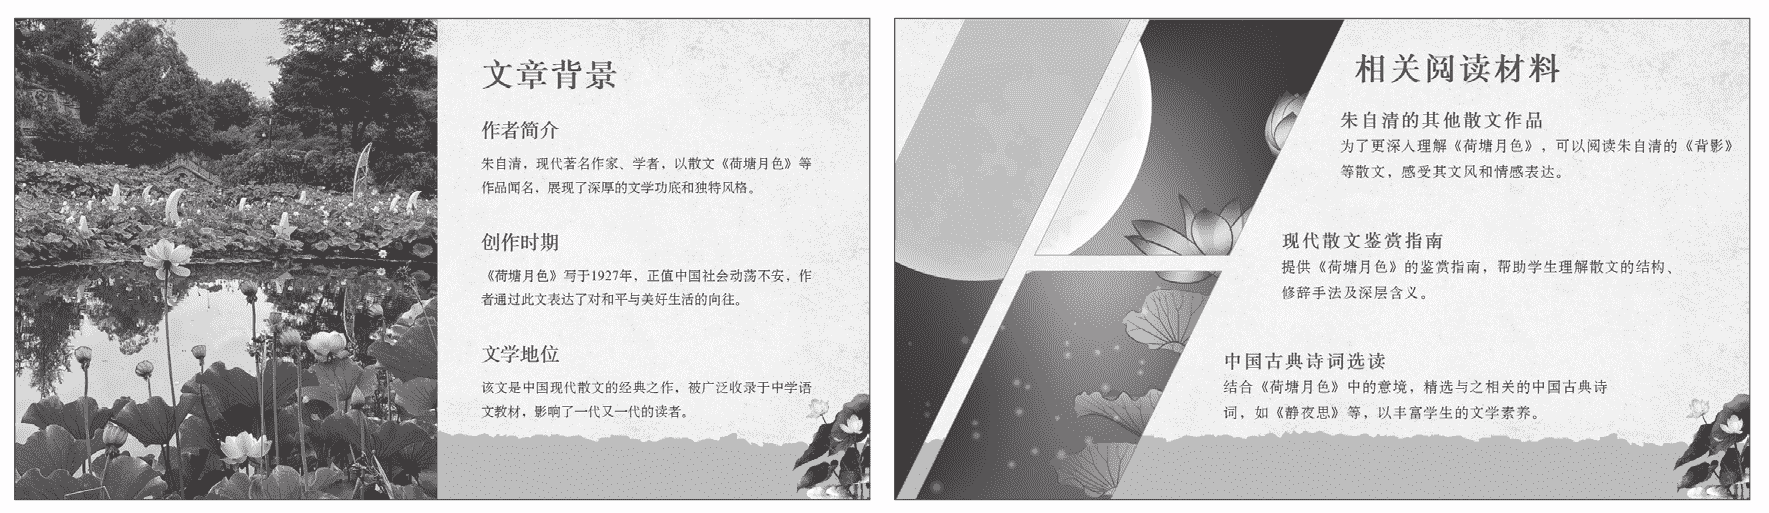 文章背景
作者简介
朱自清，现代著名作家、学者，以散文《荷塘月色》等
作品闻名，展现了深厚的文学功底和独特风格。
创作时期
《荷塘月色》写于1927年，正值中国社会动荡不安，作
者通过此文表达了对和平与美好生活的向往。
文学地位
该文是中国现代散文的经典之作，被广泛收录于中学语
文教材，影响了一代又一代的读者。
相关阅读材料
朱自清的其他散文作品
为了更深入理解《荷塘月色》，可以阅读朱自清的《背影》
等散文，感受其文风和情感表达。
现代散文鉴赏指南
提供《荷塘月色》的鉴赏指南，帮助学生理解散文的结构、
修辞手法及深层含义。
中国古典诗词选读
结合《荷塘月色》中的意境，精选与之相关的中国古典诗
词，如《静夜思》等，以丰富学生的文学素养。